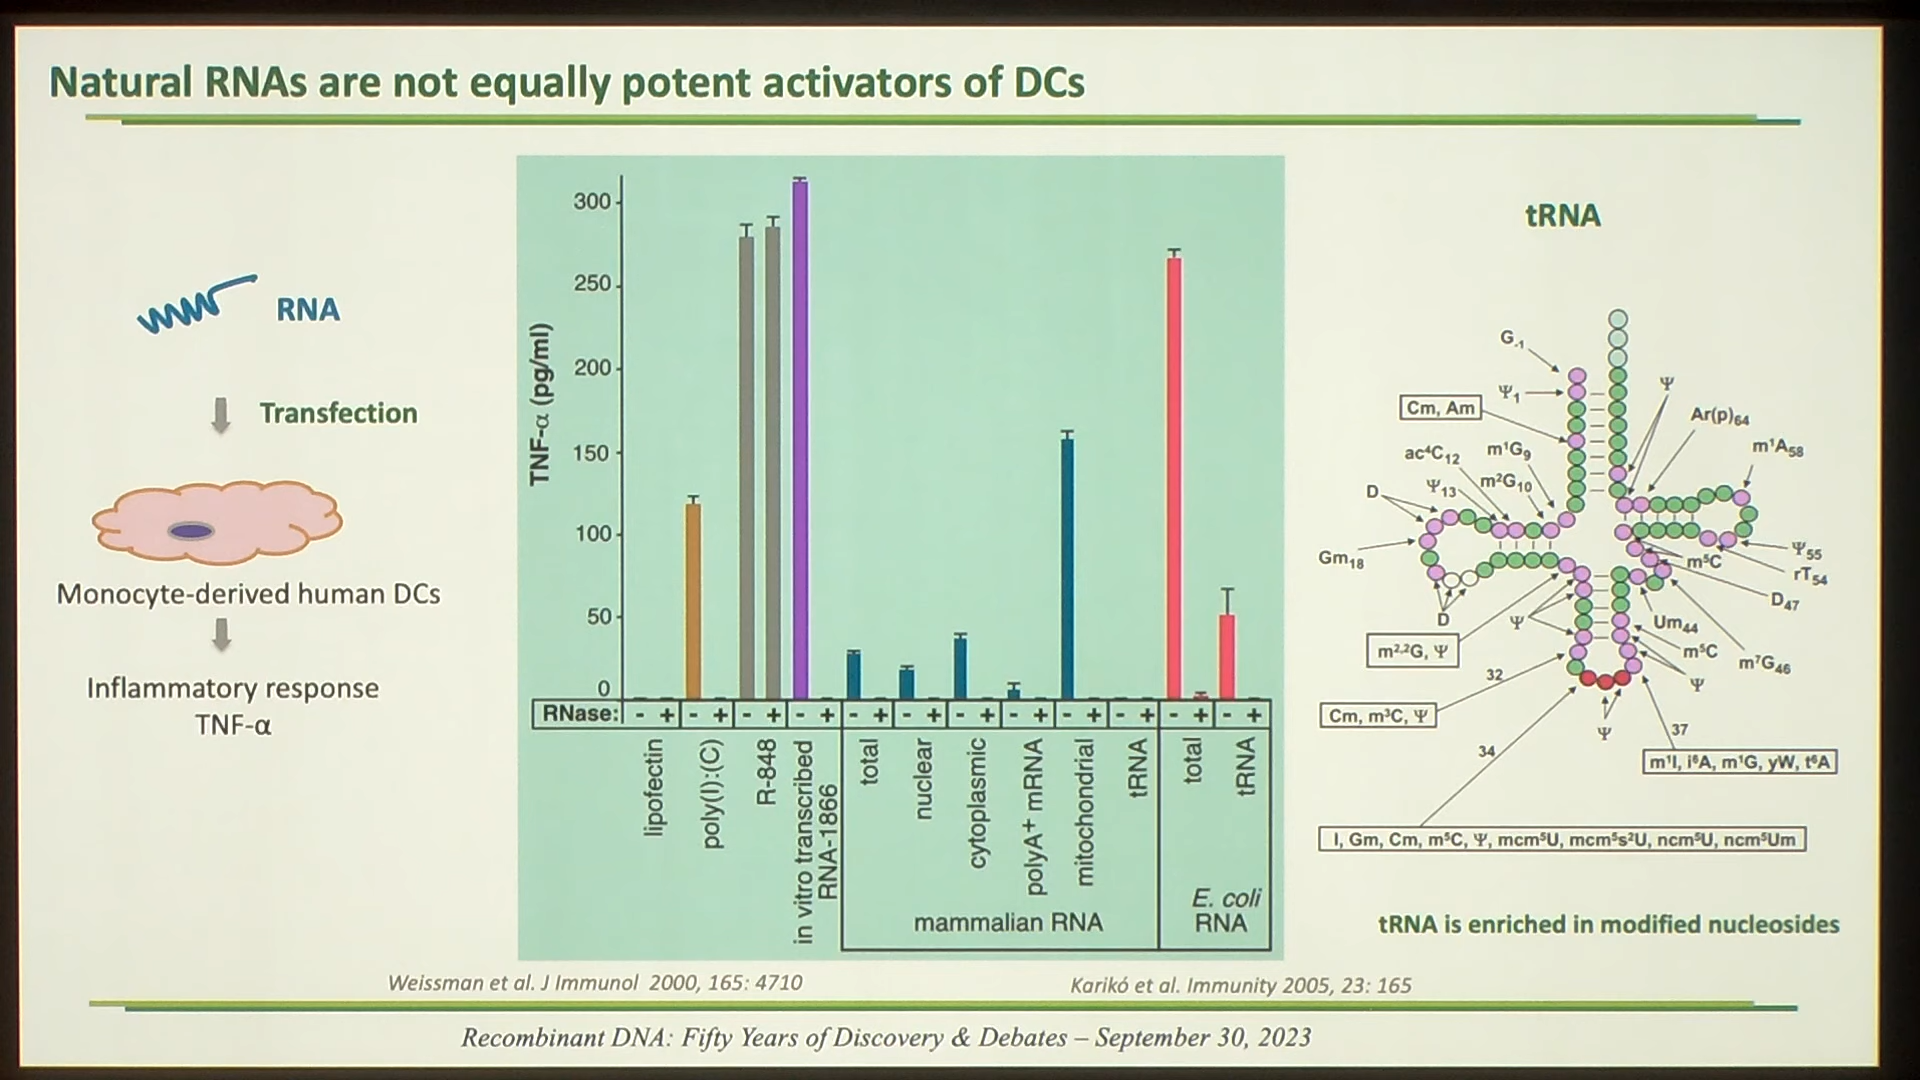 Natural RNAs are not equally potent activators of DCs
RNA
Transfection
Monocyte-derived human DCs
Inflammatory response
TNF-α
TNF-α (pg/ml)
300
250
200
150
100
50
0
RNase: - + - + - + - + - + - + - + - + - + - + - + - +
lipofectin
poly(I):(C)
R-848
in vitro transcribed
RNA-1866
total
nuclear
cytoplasmic
polyA⁺ mRNA
mitochondrial
tRNA
total
tRNA
mammalian RNA
E. coli
RNA
tRNA
G₋₁
Ψ₁
Cm, Am
Ψ
Ar(p)₆₄
m¹A₅₈
ac⁴C₁₂
m¹G₉
D
Ψ₁₃
m²G₁₀
Gm₁₈
Ψ₅₅
m⁵C
rT₅₄
D₄₇
D
Ψ
Um₄₄
m²,²G, Ψ
m⁵C
m⁷G₄₆
32
Ψ
Cm, m³C, Ψ
Ψ
37
34
m¹I, i⁶A, m¹G, yW, t⁶A
I, Gm, Cm, m⁵C, Ψ, mcm⁵U, mcm⁵s²U, ncm⁵U, ncm⁵Um
tRNA is enriched in modified nucleosides
Weissman et al. J Immunol 2000, 165: 4710
Karikó et al. Immunity 2005, 23: 165
Recombinant DNA: Fifty Years of Discovery & Debates – September 30, 2023